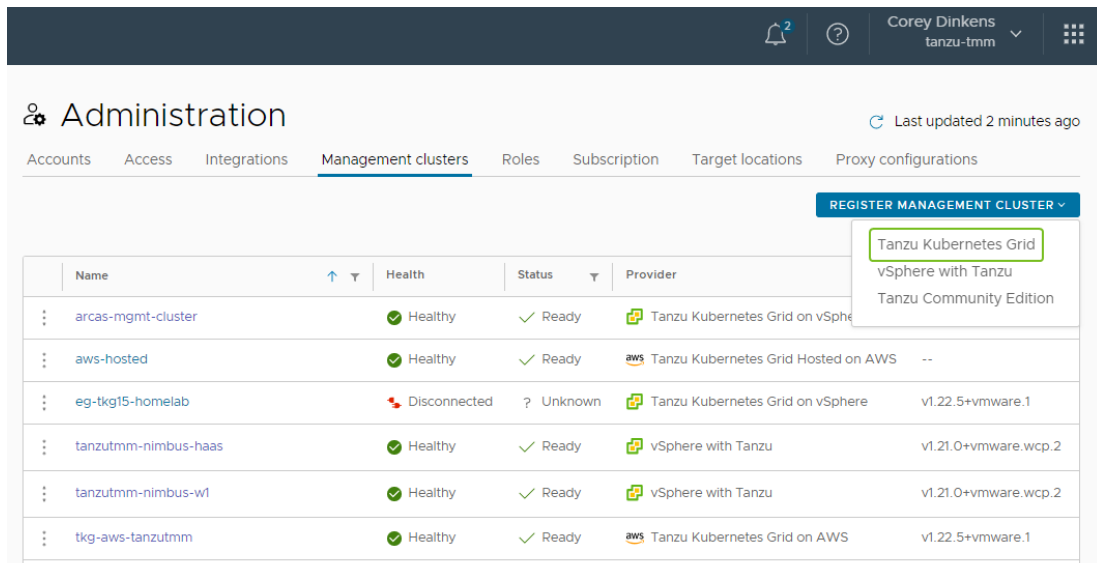 2
Corey Dinkens
tanzu-tmm
Administration
Last updated 2 minutes ago
Accounts Access Integrations Management clusters Roles Subscription Target locations Proxy configurations
REGISTER MANAGEMENT CLUSTER
Tanzu Kubernetes Grid
vSphere with Tanzu
Tanzu Community Edition
Name Health Status Provider
arcas-mgmt-cluster Healthy Ready Tanzu Kubernetes Grid on vSphe
aws-hosted Healthy Ready aws Tanzu Kubernetes Grid Hosted on AWS --
eg-tkg15-homelab Disconnected ? Unknown Tanzu Kubernetes Grid on vSphere v1.22.5+vmware.1
tanzutmm-nimbus-haas Healthy Ready vSphere with Tanzu v1.21.0+vmware.wcp.2
tanzutmm-nimbus-w1 Healthy Ready vSphere with Tanzu v1.21.0+vmware.wcp.2
tkg-aws-tanzutmm Healthy Ready aws Tanzu Kubernetes Grid on AWS v1.22.5+vmware.1